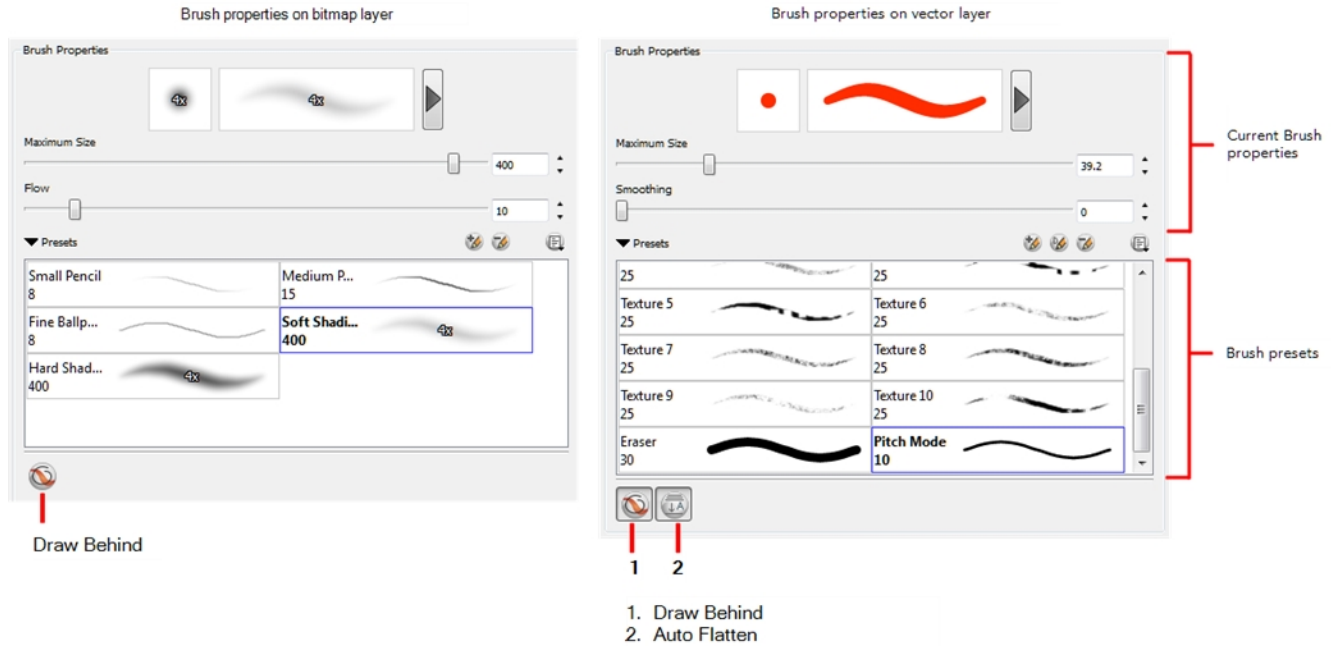 Brush properties on bitmap layer
Brush Properties
4x
4x
Maximum Size
400
Flow
10
Presets
Small Pencil
8
Medium P...
15
Fine Ballp...
8
Soft Shadi...
400
4x
Hard Shad...
400
4x
Draw Behind
Brush properties on vector layer
Brush Properties
Maximum Size
39.2
Smoothing
0
Presets
25
25
Texture 5
25
Texture 6
25
Texture 7
25
Texture 8
25
Texture 9
25
Texture 10
25
Eraser
30
Pitch Mode
10
A
1
2
1. Draw Behind
2. Auto Flatten
Current Brush
properties
Brush presets